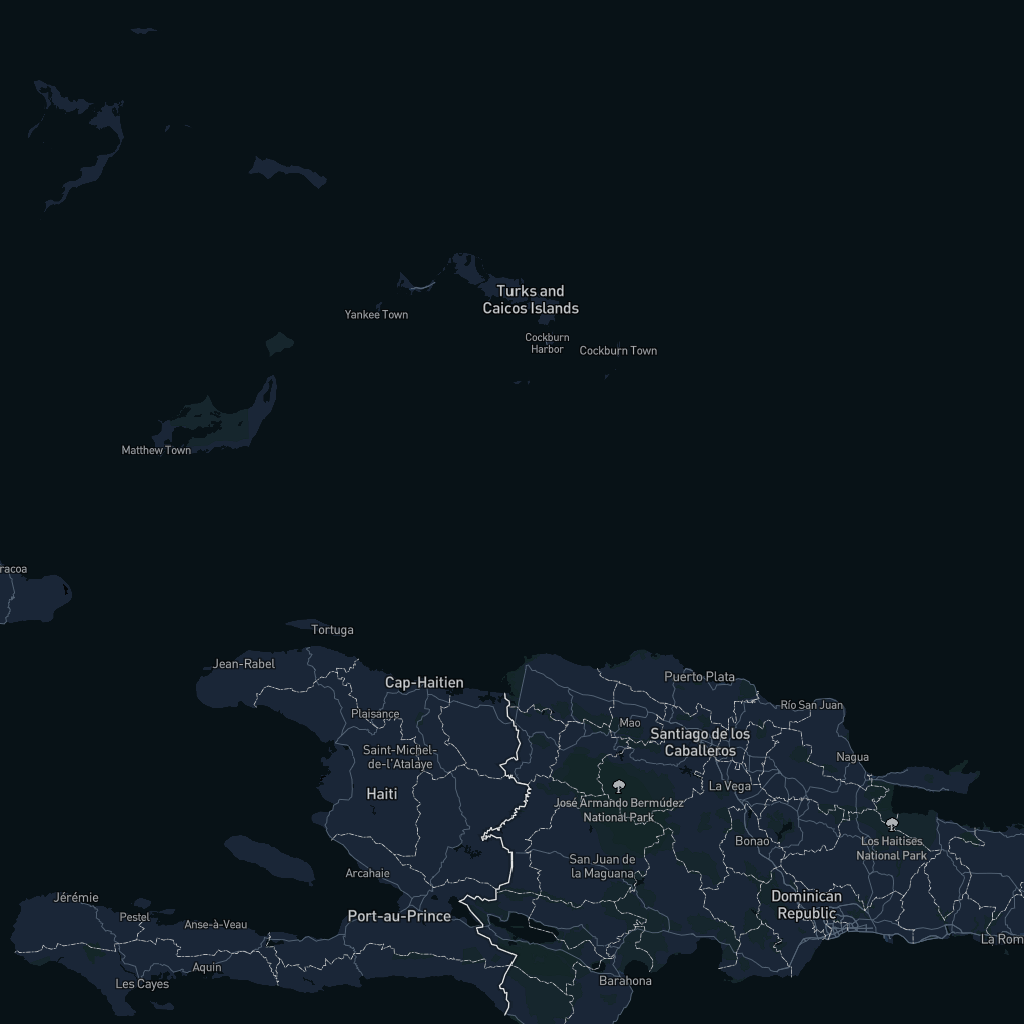 Turks and
Caicos Islands
Yankee Town
Cockburn
Harbor
Cockburn Town
Matthew Town
racoa
Tortuga
Jean-Rabel
Cap-Haitien
Puerto Plata
Plaisance
Río San Juan
Mao
Santiago de los
Caballeros
Saint-Michel-
de-l'Atalaye
Nagua
La Vega
Haiti
José Armando Bermúdez
National Park
Bonao
Los Haitises
National Park
San Juan de
la Maguana
Arcahaie
Jérémie
Dominican
Republic
Pestel
Port-au-Prince
Anse-à-Veau
La Rom
Aquin
Les Cayes
Barahona